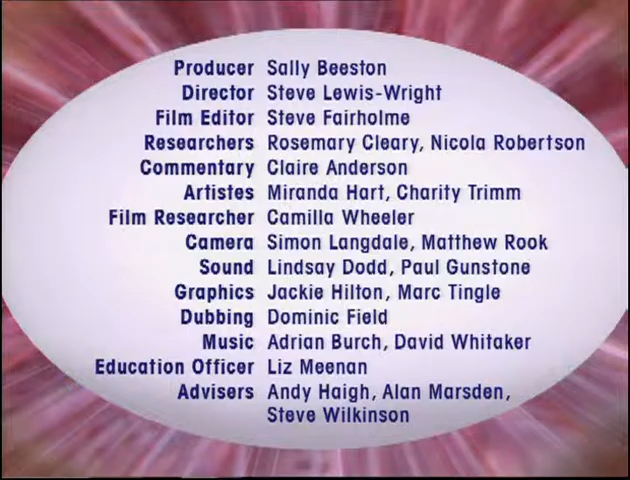 Producer Sally Beeston
Director Steve Lewis-Wright
Film Editor Steve Fairholme
Researchers Rosemary Cleary, Nicola Robertson
Commentary Claire Anderson
Artistes Miranda Hart, Charity Trimm
Film Researcher Camilla Wheeler
Camera Simon Langdale, Matthew Rook
Sound Lindsay Dodd, Paul Gunstone
Graphics Jackie Hilton, Marc Tingle
Dubbing Dominic Field
Music Adrian Burch, David Whitaker
Education Officer Liz Meenan
Advisers Andy Haigh, Alan Marsden,
Steve Wilkinson